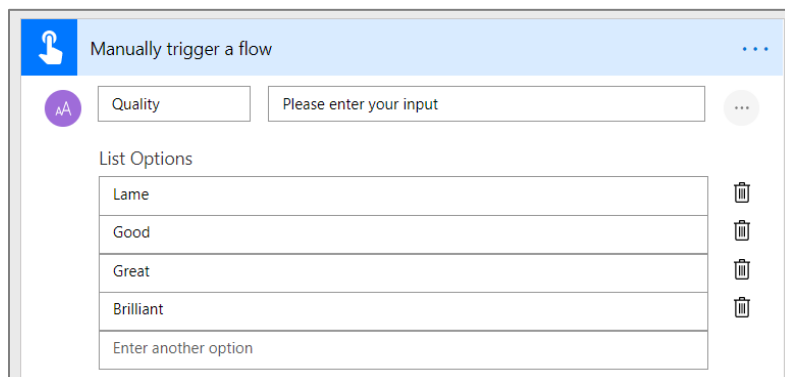 Manually trigger a flow
AA
Quality
Please enter your input
List Options
Lame
Good
Great
Brilliant
Enter another option